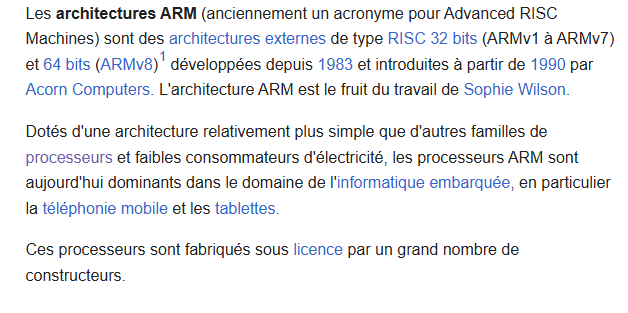 Les architectures ARM (anciennement un acronyme pour Advanced RISC
Machines) sont des architectures externes de type RISC 32 bits (ARMv1 à ARMv7)
et 64 bits (ARMv8)1 développées depuis 1983 et introduites à partir de 1990 par
Acorn Computers. L'architecture ARM est le fruit du travail de Sophie Wilson.
Dotés d'une architecture relativement plus simple que d'autres familles de
processeurs et faibles consommateurs d'électricité, les processeurs ARM sont
aujourd'hui dominants dans le domaine de l'informatique embarquée, en particulier
la téléphonie mobile et les tablettes.
Ces processeurs sont fabriqués sous licence par un grand nombre de
constructeurs.